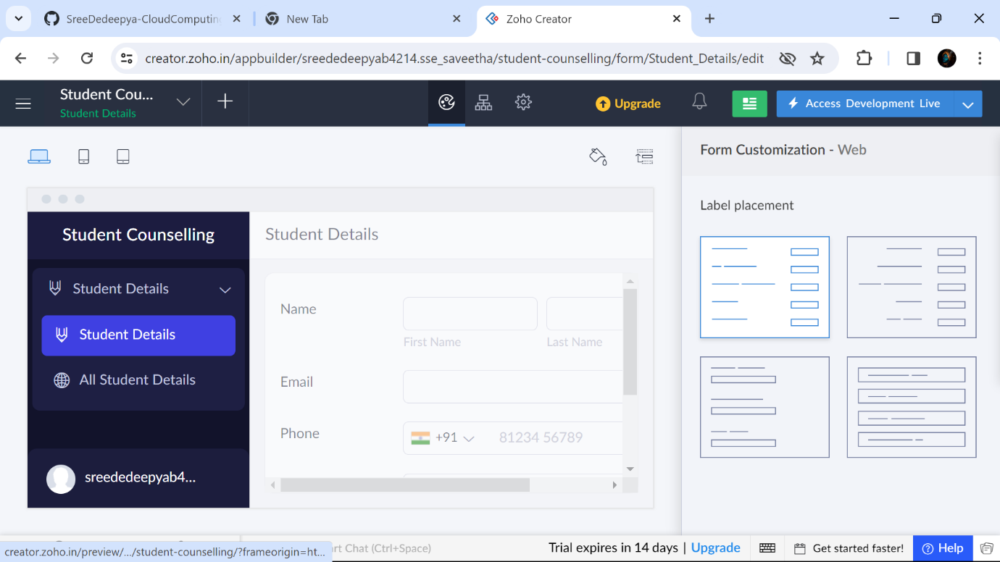 SreeDedeepya-CloudComputin
New Tab
Zoho Creator
creator.zoho.in/appbuilder/sreededeepyab4214.sse_saveetha/student-counselling/form/Student_Details/edit
Student Cou...
Student Details
Upgrade
Access Development Live
Form Customization - Web
Label placement
Student Counselling
Student Details
Student Details
Student Details
All Student Details
sreededeepyab4...
Name
First Name
Last Name
Email
Phone
+91
81234 56789
creator.zoho.in/preview/.../student-counselling/?frameorigin=ht...
Chat (Ctrl+Space)
Trial expires in 14 days | Upgrade
Get started faster!
Help